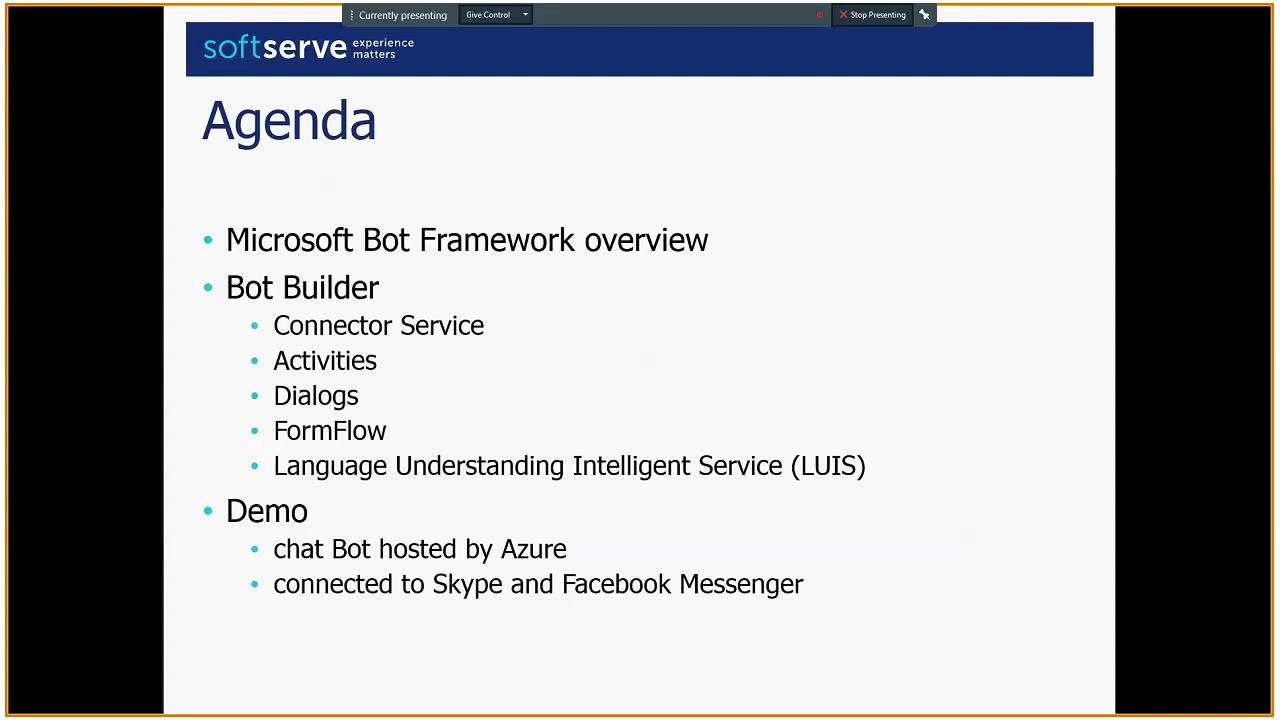 Currently presenting Give Control Stop Presenting
softserve experience matters
Agenda
• Microsoft Bot Framework overview
• Bot Builder
• Connector Service
• Activities
• Dialogs
• FormFlow
• Language Understanding Intelligent Service (LUIS)
• Demo
• chat Bot hosted by Azure
• connected to Skype and Facebook Messenger